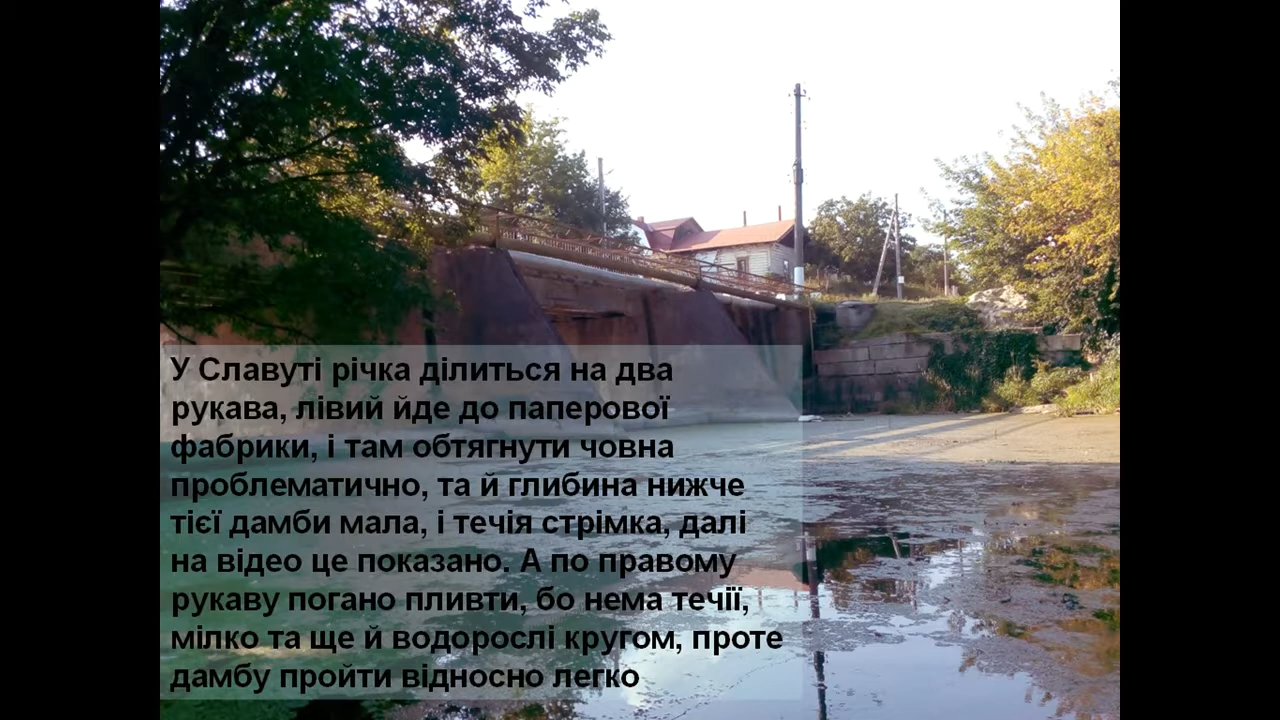 У Славуті річка ділиться на два
рукава, лівий йде до паперової
фабрики, і там обтягнути човна
проблематично, та й глибина нижче
тієї дамби мала, і течія стрімка, далі
на відео це показано. А по правому
рукаву погано пливти, бо нема течії,
мілко та ще й водорослі кругом, проте
дамбу пройти відносно легко